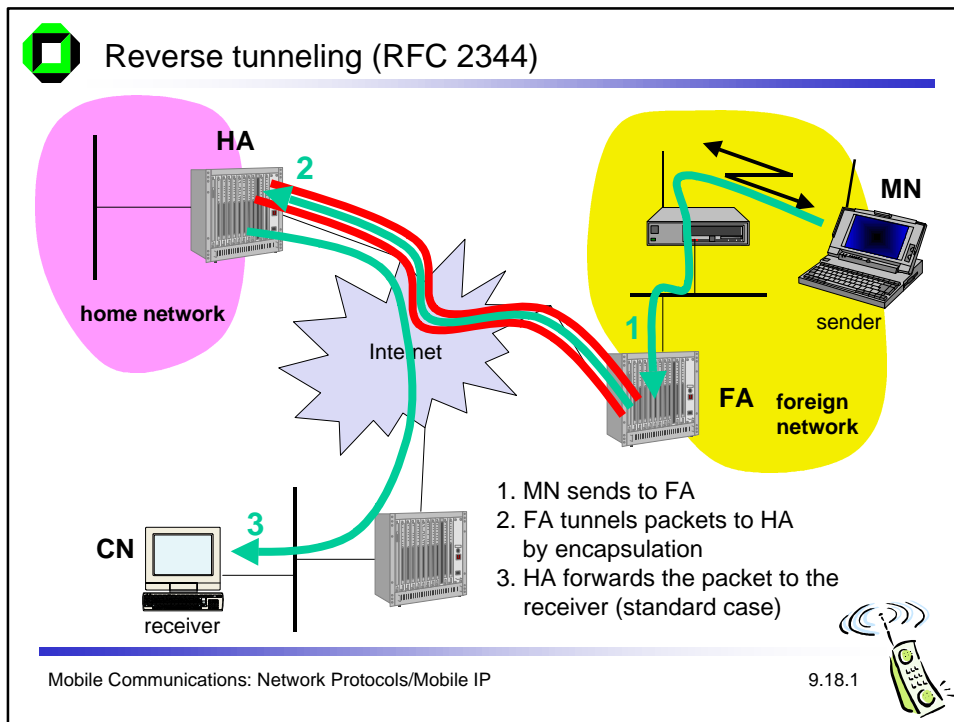 Reverse tunneling (RFC 2344)
HA
2
MN
home network
Internet
1
sender
FA
foreign
network
1. MN sends to FA
2. FA tunnels packets to HA
by encapsulation
3. HA forwards the packet to the
receiver (standard case)
3
CN
receiver
Mobile Communications: Network Protocols/Mobile IP
9.18.1